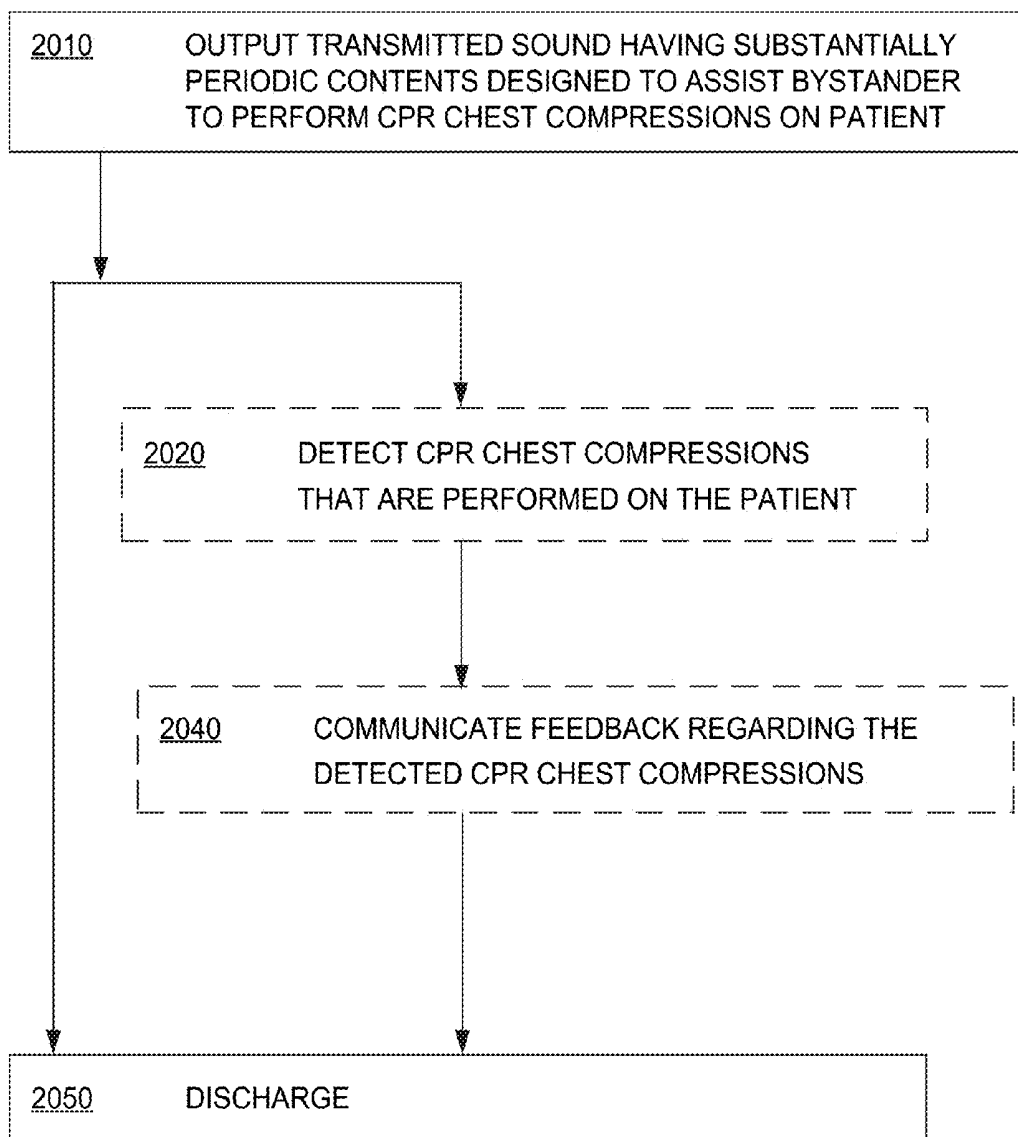 2010 OUTPUT TRANSMITTED SOUND HAVING SUBSTANTIALLY
PERIODIC CONTENTS DESIGNED TO ASSIST BYSTANDER
TO PERFORM CPR CHEST COMPRESSIONS ON PATIENT
2020 DETECT CPR CHEST COMPRESSIONS
THAT ARE PERFORMED ON THE PATIENT
2040 COMMUNICATE FEEDBACK REGARDING THE
DETECTED CPR CHEST COMPRESSIONS
2050 DISCHARGE